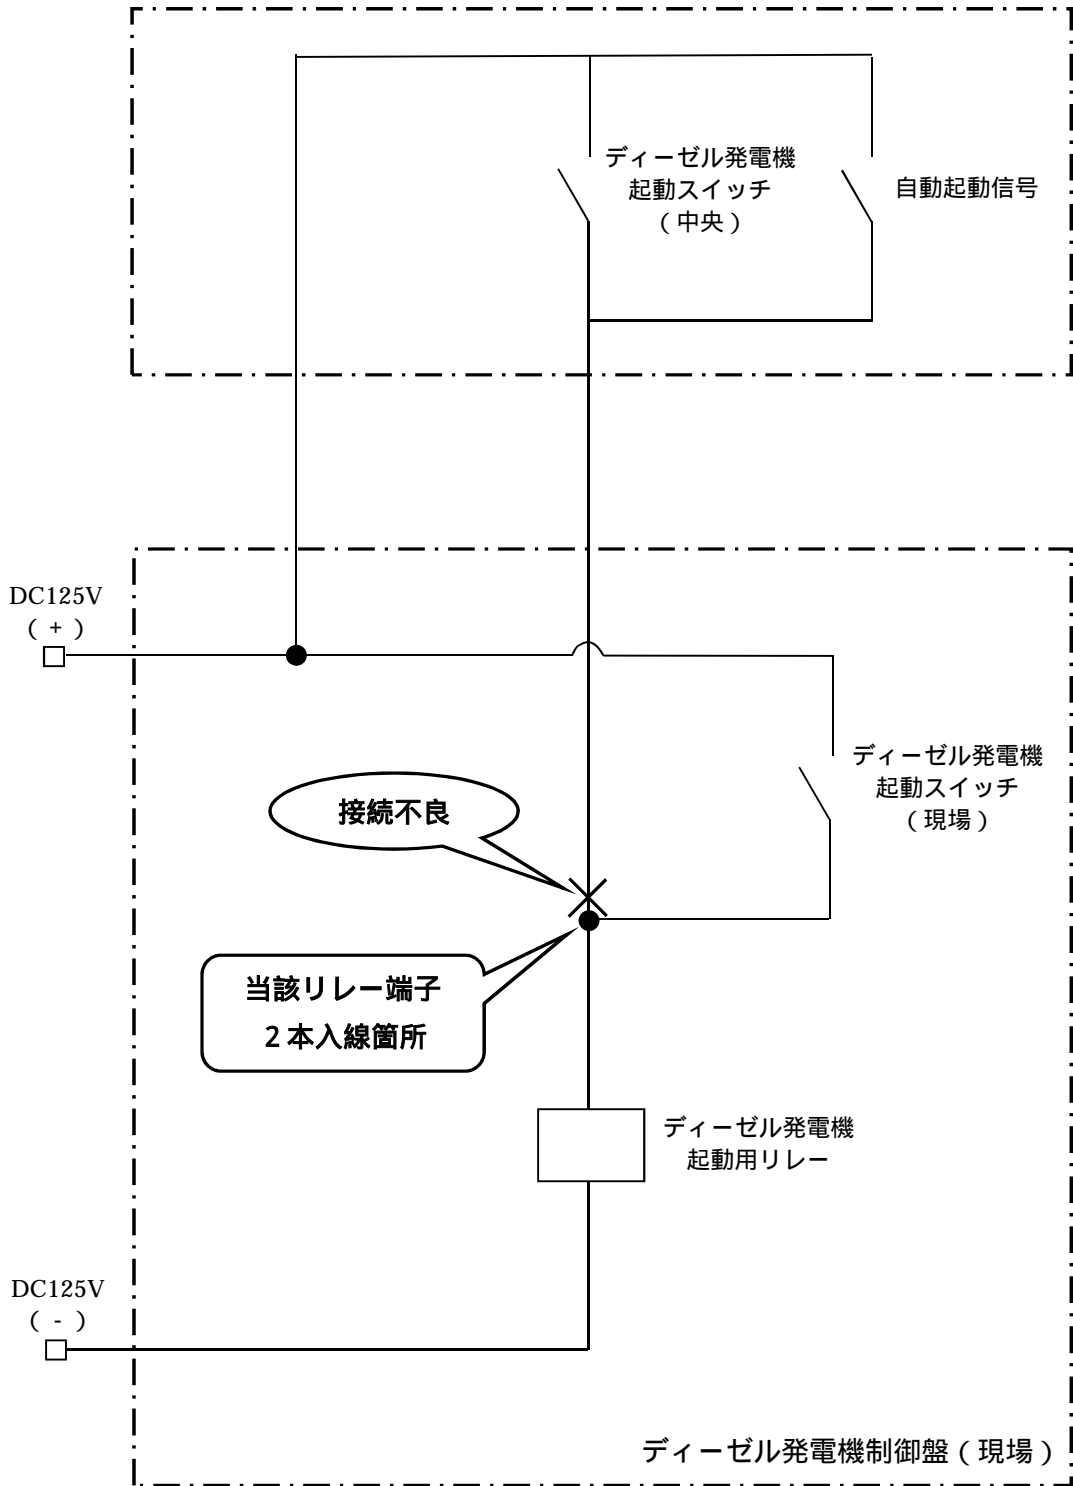 ディーゼル発電機
起動スイッチ
（中央）
自動起動信号
DC125V
（＋）
ディーゼル発電機
起動スイッチ
（現場）
接続不良
当該リレー端子
２本入線箇所
ディーゼル発電機
起動用リレー
DC125V
（-）
ディーゼル発電機制御盤（現場）